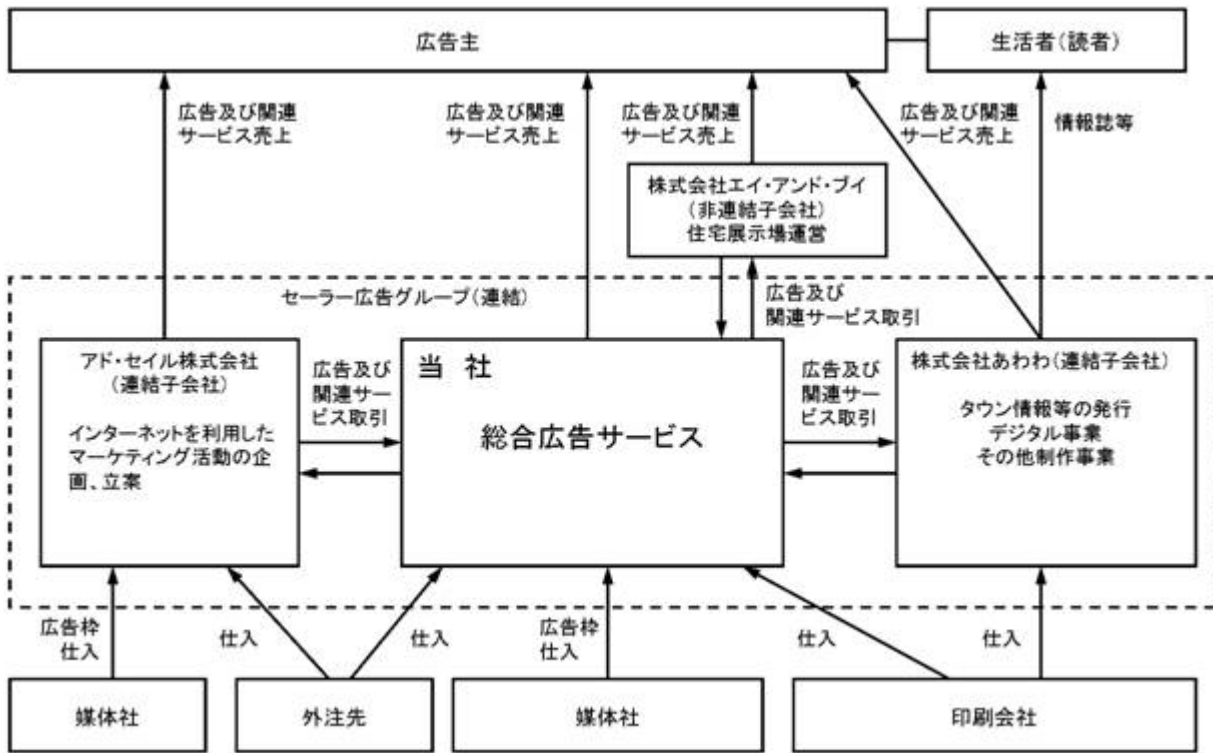 広告主
生活者(読者)
広告及び関連
サービス売上
広告及び関連
サービス売上
広告及び関連
サービス売上
広告及び関連
サービス売上
情報誌等
株式会社エイ・アンド・ブイ
(非連結子会社)
住宅展示場運営
セーラー広告グループ(連結)
広告及び
関連サービス取引
アド・セイル株式会社
(連結子会社)
インターネットを利用した
マーケティング活動の企
画、立案
広告及び
関連サー
ビス取引
当 社
総合広告サービス
広告及び
関連サー
ビス取引
株式会社あわわ(連結子会社)
タウン情報等の発行
デジタル事業
その他制作事業
広告枠
仕入
仕入
仕入
広告枠
仕入
仕入
仕入
媒体社
外注先
媒体社
印刷会社